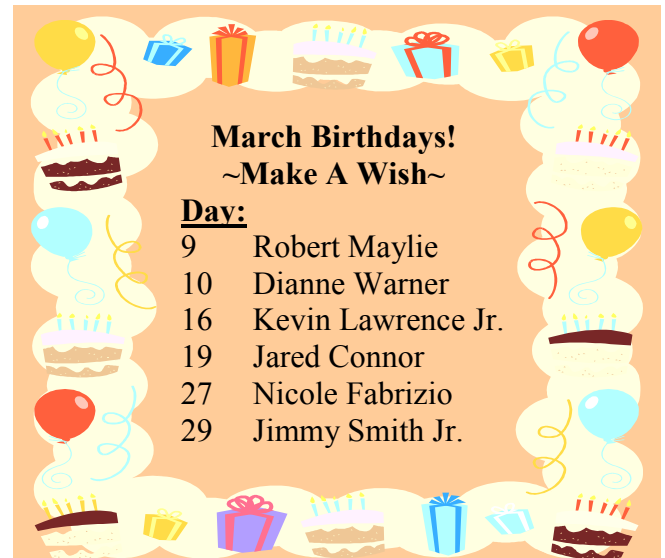 March Birthdays!
~Make A Wish~
Day:
9 Robert Maylie
10 Dianne Warner
16 Kevin Lawrence Jr.
19 Jared Connor
27 Nicole Fabrizio
29 Jimmy Smith Jr.